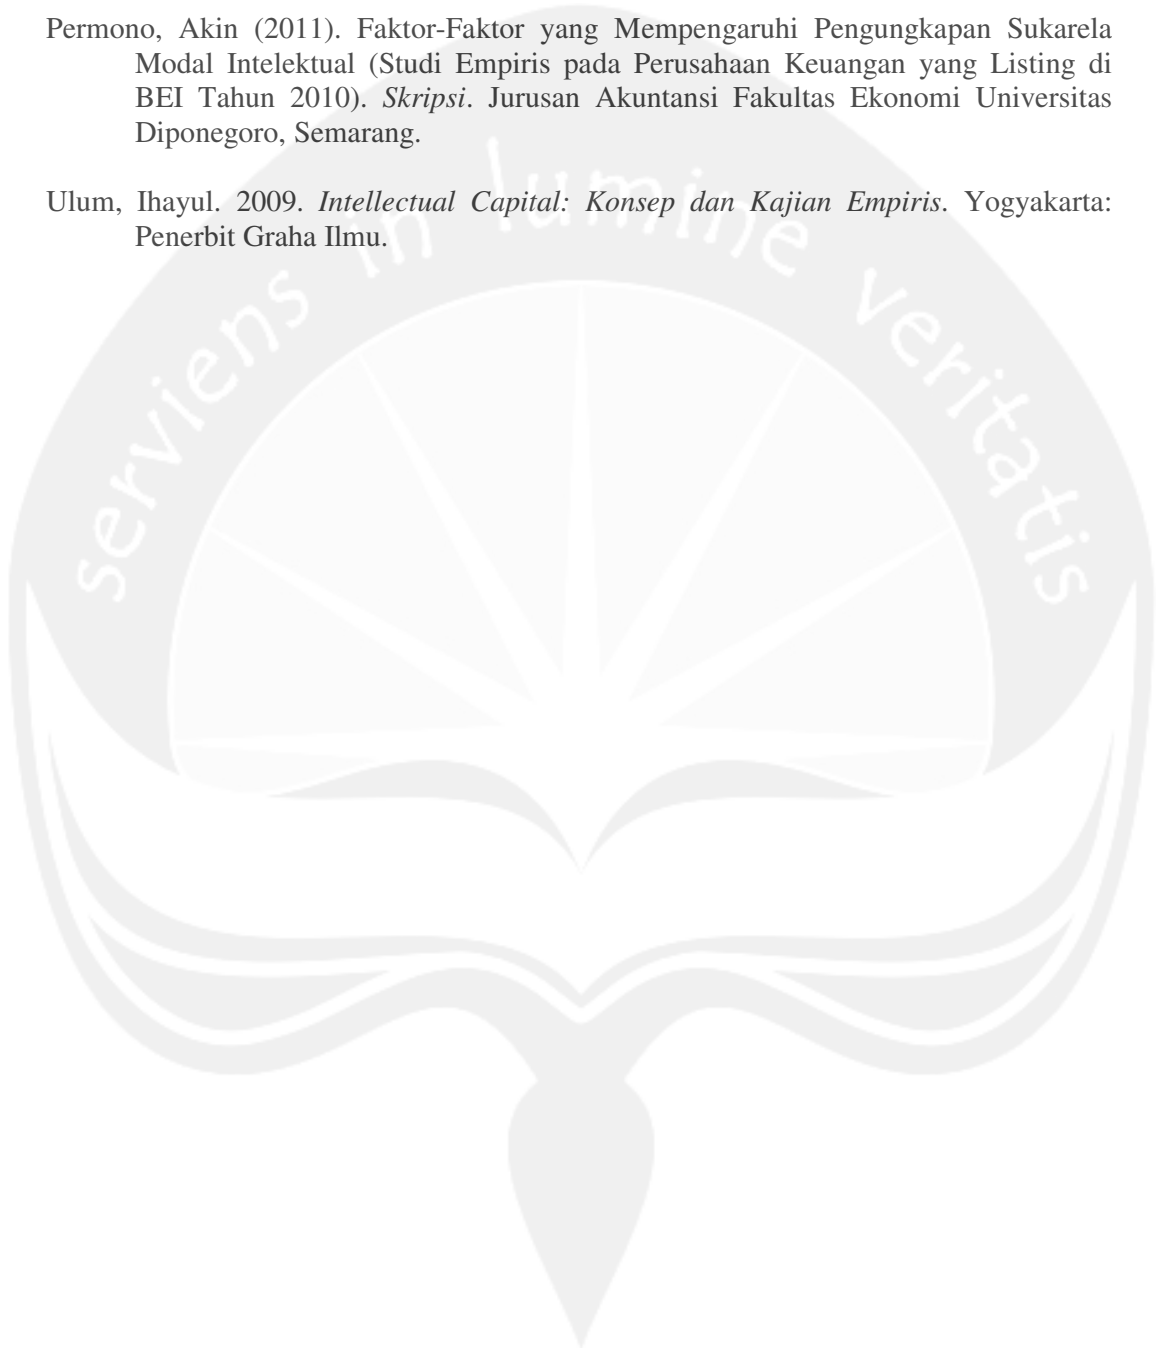 Permono, Akin (2011). Faktor-Faktor yang Mempengaruhi Pengungkapan Sukarela
Modal Intelektual (Studi Empiris pada Perusahaan Keuangan yang Listing di
BEI Tahun 2010). Skripsi. Jurusan Akuntansi Fakultas Ekonomi Universitas
Diponegoro, Semarang.
Ulum, Ihayul. 2009. Intellectual Capital: Konsep dan Kajian Empiris. Yogyakarta:
Penerbit Graha Ilmu.
serviens in lumine veritatis